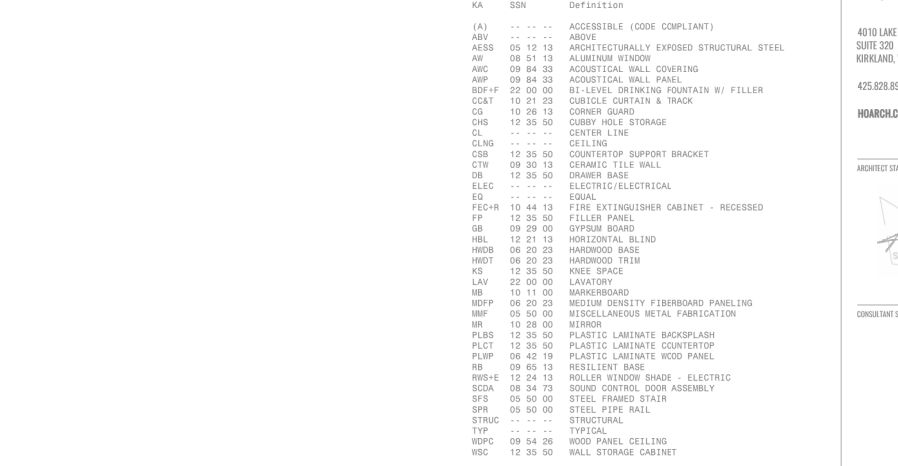 KA SSN Definition
(A) -- -- -- ACCESSIBLE (CODE COMPLIANT)
ABV -- -- -- ABOVE
AESS 05 12 13 ARCHITECTURALLY EXPOSED STRUCTURAL STEEL
AW 08 51 13 ALUMINUM WINDOW
AWC 09 84 33 ACOUSTICAL WALL COVERING
AWP 09 84 33 ACOUSTICAL WALL PANEL
BDF+F 22 00 00 BI-LEVEL DRINKING FOUNTAIN W/ FILLER
CC&T 10 21 23 CUBICLE CURTAIN & TRACK
CG 10 26 13 CORNER GUARD
CHS 12 35 50 CUBBY HOLE STORAGE
CL -- -- -- CENTER LINE
CLNG -- -- -- CEILING
CSB 12 35 50 COUNTERTOP SUPPORT BRACKET
CTW 09 30 13 CERAMIC TILE WALL
DB 12 35 50 DRAWER BASE
ELEC -- -- -- ELECTRIC/ELECTRICAL
EQ -- -- -- EQUAL
FEC+R 10 44 13 FIRE EXTINGUISHER CABINET - RECESSED
FP 12 35 50 FILLER PANEL
GB 09 29 00 GYPSUM BOARD
HBL 12 21 13 HORIZONTAL BLIND
HWDB 06 20 23 HARDWOOD BASE
HWDT 06 20 23 HARDWOOD TRIM
KS 12 35 50 KNEE SPACE
LAV 22 00 00 LAVATORY
MB 10 11 00 MARKERBOARD
MDFP 06 20 23 MEDIUM DENSITY FIBERBOARD PANELING
MMF 05 50 00 MISCELLANEOUS METAL FABRICATION
MR 10 28 00 MIRROR
PLBS 12 35 50 PLASTIC LAMINATE BACKSPLASH
PLCT 12 35 50 PLASTIC LAMINATE CCUNTERTOP
PLWP 06 42 19 PLASTIC LAMINATE WCOD PANEL
RB 09 65 13 RESILIENT BASE
RWS+E 12 24 13 ROLLER WINDOW SHADE - ELECTRIC
SCDA 08 34 73 SOUND CONTROL DOOR ASSEMBLY
SFS 05 50 00 STEEL FRAMED STAIR
SPR 05 50 00 STEEL PIPE RAIL
STRUC -- -- -- STRUCTURAL
TYP -- -- -- TYPICAL
WDPC 09 54 26 WOOD PANEL CEILING
WSC 12 35 50 WALL STORAGE CABINET
4010 LAKE
SUITE 320
KIRKLAND,
425.828.89
HOARCH.C
ARCHITECT STA
CONSULTANT S